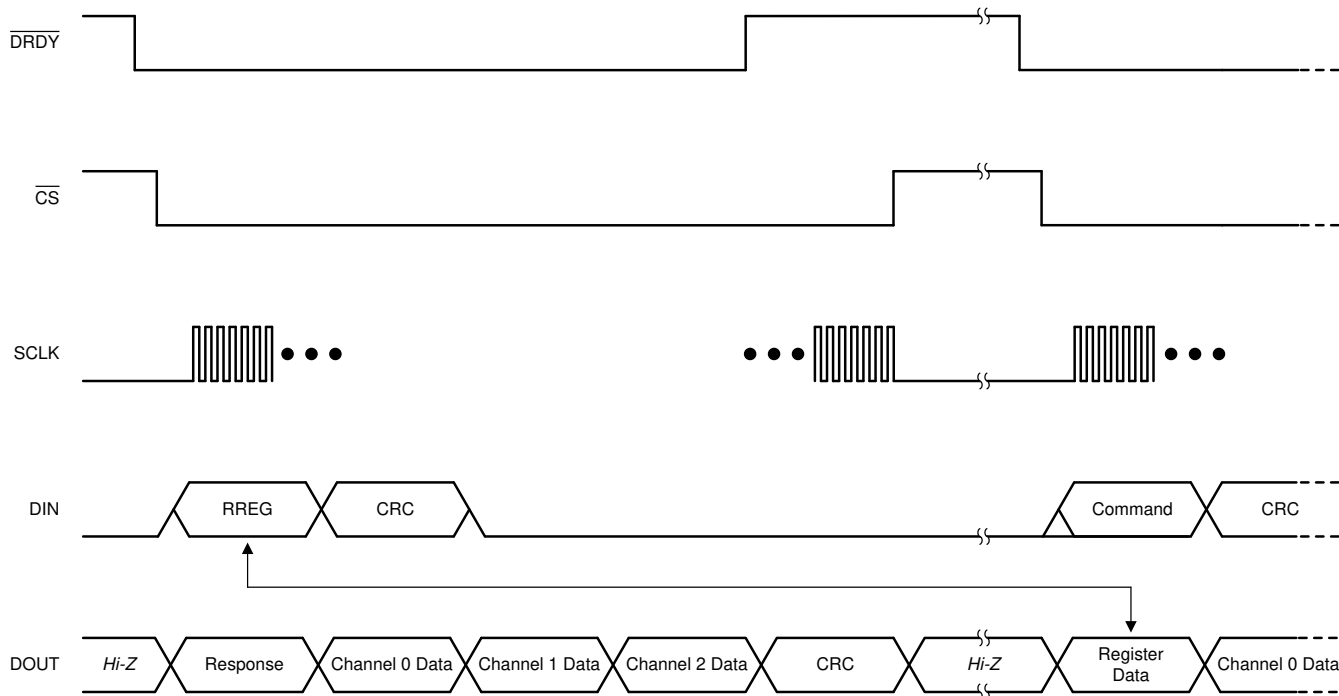 DRDY
CS
SCLK
DIN
RREG
CRC
Command
CRC
DOUT
Hi-Z
Response
Channel 0 Data
Channel 1 Data
Channel 2 Data
CRC
Hi-Z
Register
Data
Channel 0 Data